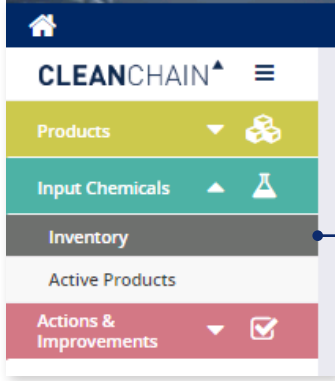 CLEANCHAIN
Products
Input Chemicals
Inventory
Active Products
Actions &
Improvements